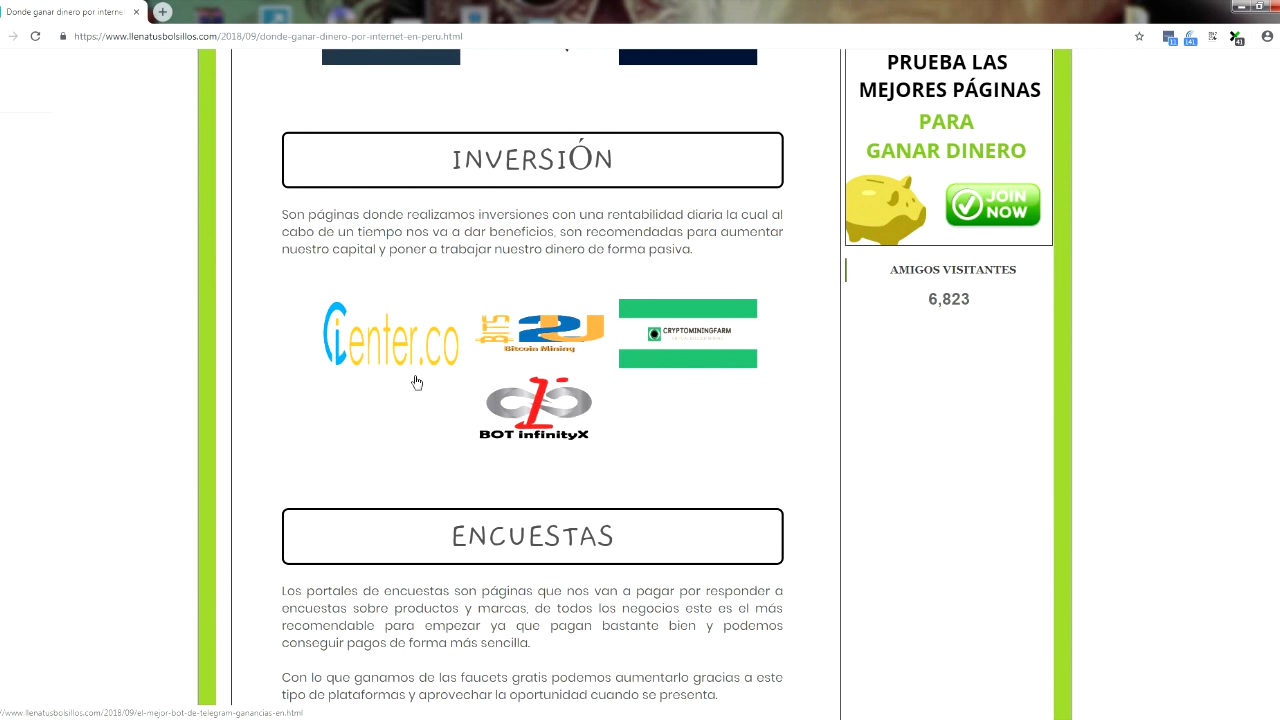 Donde ganar dinero por internet
https://www.llenatusbolsillos.com/2018/09/donde-ganar-dinero-por-internet-en-peru.html
11
141
41
INVERSIÓN
Son páginas donde realizamos inversiones con una rentabilidad diaria la cual al
cabo de un tiempo nos va a dar beneficios, son recomendadas para aumentar
nuestro capital y poner a trabajar nuestro dinero de forma pasiva.
Cienter.co
BITS 2U
Bitcoin Mining
CRYPTOMININGFARM
BOT infinityX
ENCUESTAS
Los portales de encuestas son páginas que nos van a pagar por responder a
encuestas sobre productos y marcas, de todos los negocios este es el más
recomendable para empezar ya que pagan bastante bien y podemos
conseguir pagos de forma más sencilla.
Con lo que ganamos de las faucets gratis podemos aumentarlo gracias a este
tipo de plataformas y aprovechar la oportunidad cuando se presenta.
PRUEBA LAS
MEJORES PÁGINAS
PARA
GANAR DINERO
JOIN
NOW
AMIGOS VISITANTES
6,823
//www.llenatusbolsillos.com/2018/09/el-mejor-bot-de-telegram-ganancias-en.html